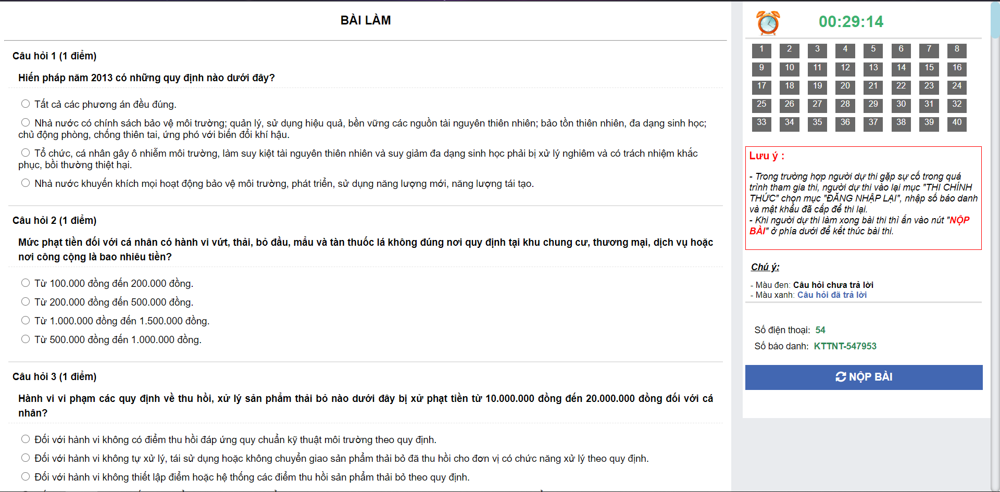 BÀI LÀM
Câu hỏi 1 (1 điểm)
Hiến pháp năm 2013 có những quy định nào dưới đây?
Tất cả các phương án đều đúng.
Nhà nước có chính sách bảo vệ môi trường; quản lý, sử dụng hiệu quả, bền vững các nguồn tài nguyên thiên nhiên; bảo tồn thiên nhiên, đa dạng sinh học;
chủ động phòng, chống thiên tai, ứng phó với biến đổi khí hậu.
Tổ chức, cá nhân gây ô nhiễm môi trường, làm suy kiệt tài nguyên thiên nhiên và suy giảm đa dạng sinh học phải bị xử lý nghiêm và có trách nhiệm khắc
phục, bồi thường thiệt hại.
Nhà nước khuyến khích mọi hoạt động bảo vệ môi trường, phát triển, sử dụng năng lượng mới, năng lượng tái tạo.
Câu hỏi 2 (1 điểm)
Mức phạt tiền đối với cá nhân có hành vi vứt, thải, bỏ đầu, mẩu và tàn thuốc lá không đúng nơi quy định tại khu chung cư, thương mại, dịch vụ hoặc
nơi công cộng là bao nhiêu tiền?
Từ 100.000 đồng đến 200.000 đồng.
Từ 200.000 đồng đến 500.000 đồng.
Từ 1.000.000 đồng đến 1.500.000 đồng.
Từ 500.000 đồng đến 1.000.000 đồng.
Câu hỏi 3 (1 điểm)
Hành vi vi phạm các quy định về thu hồi, xử lý sản phẩm thải bỏ nào dưới đây bị xử phạt tiền từ 10.000.000 đồng đến 20.000.000 đồng đối với cá
nhân?
Đối với hành vi không có điểm thu hồi đáp ứng quy chuẩn kỹ thuật môi trường theo quy định.
Đối với hành vi không tự xử lý, tái sử dụng hoặc không chuyển giao sản phẩm thải bỏ đã thu hồi cho đơn vị có chức năng xử lý theo quy định.
Đối với hành vi không thiết lập điểm hoặc hệ thống các điểm thu hồi sản phẩm thải bỏ theo quy định.
00:29:14
1 2 3 4 5 6 7 8
9 10 11 12 13 14 15 16
17 18 19 20 21 22 23 24
25 26 27 28 29 30 31 32
33 34 35 36 37 38 39 40
Lưu ý :
- Trong trường hợp người dự thi gặp sự cố trong quá
trình tham gia thi, người dự thi vào lại mục "THI CHÍNH
THỨC" chọn mục "ĐĂNG NHẬP LẠI", nhập số báo danh
và mật khẩu đã cấp để thi lại.
- Khi người dự thi làm xong bài thi thì ấn vào nút "NỘP
BÀI" ở phía dưới để kết thúc bài thi.
Chú ý:
- Màu đen: Câu hỏi chưa trả lời
- Màu xanh: Câu hỏi đã trả lời
Số điện thoại: 54
Số báo danh: KTTNT-547953
NỘP BÀI